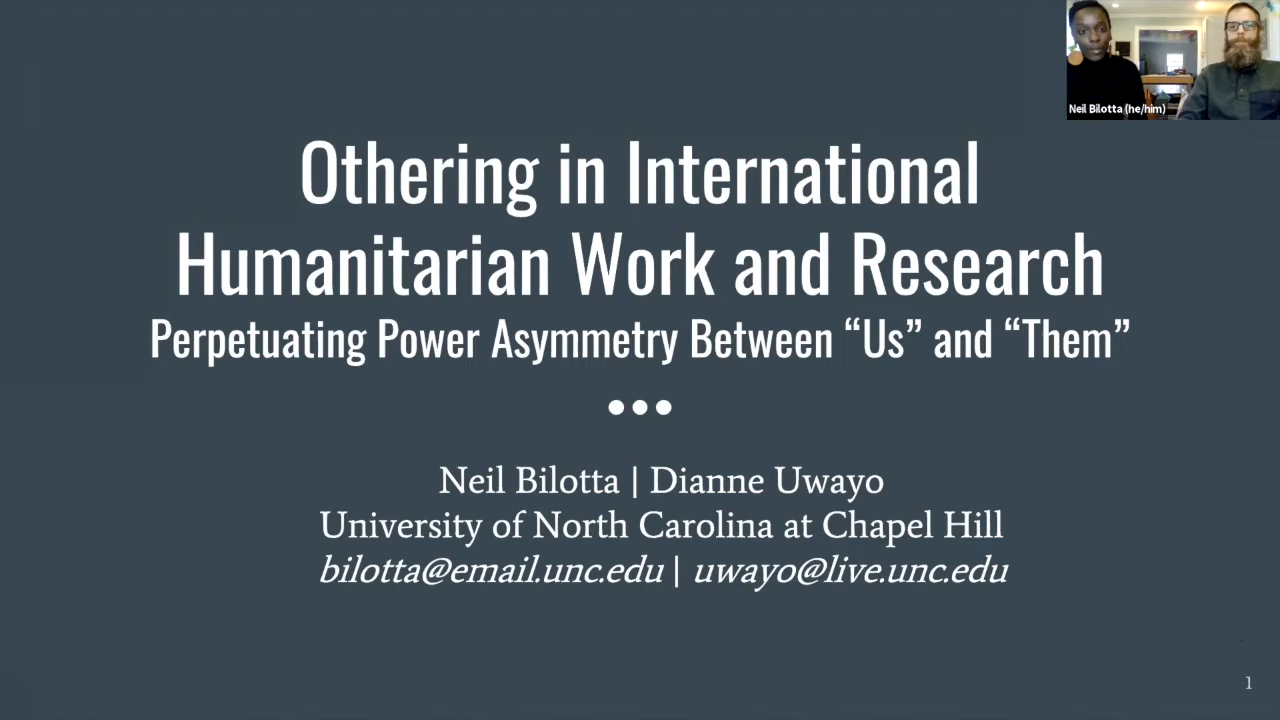 Neil Bilotta (he/him)
Othering in International
Humanitarian Work and Research
Perpetuating Power Asymmetry Between “Us” and “Them”
Neil Bilotta | Dianne Uwayo
University of North Carolina at Chapel Hill
bilotta@email.unc.edu | uwayo@live.unc.edu
1